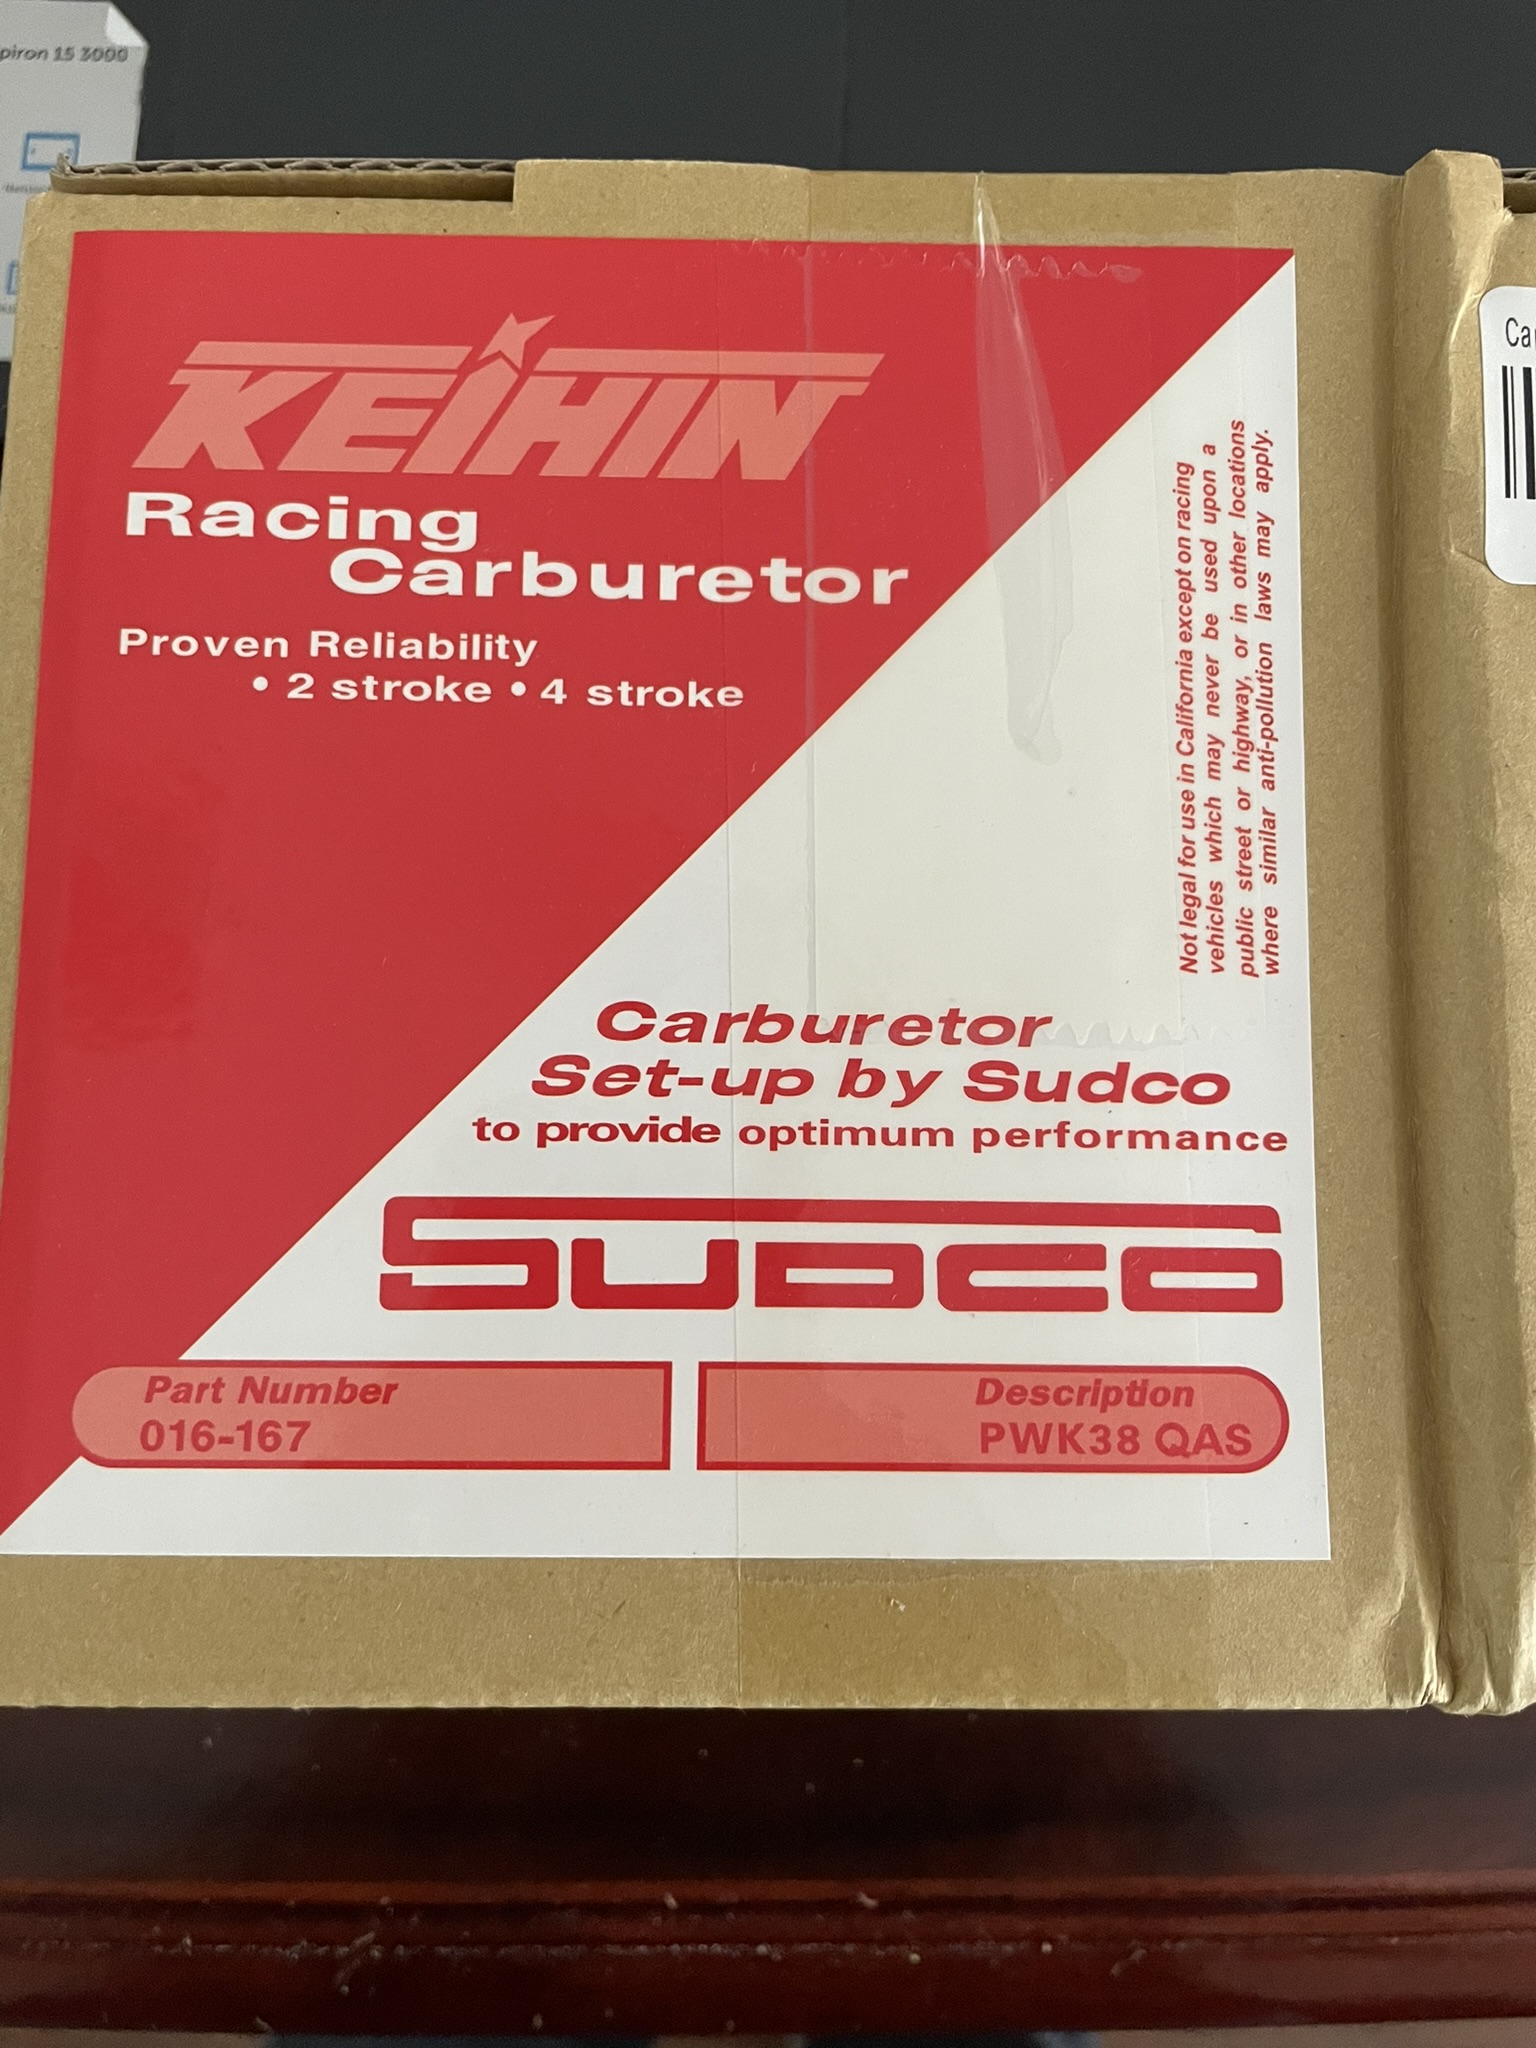 15 3000
KEIHIN
Racing
Carburetor
Proven Reliability
• 2 stroke • 4 stroke
Not legal for use in California except on racing
vehicles which may never be used upon a
public street or highway, or in other locations
where similar anti-pollution laws may apply.
Carburetor
Set-up by Sudco
to provide optimum performance
SUDCO
Part Number
016-167
Description
PWK38 QAS